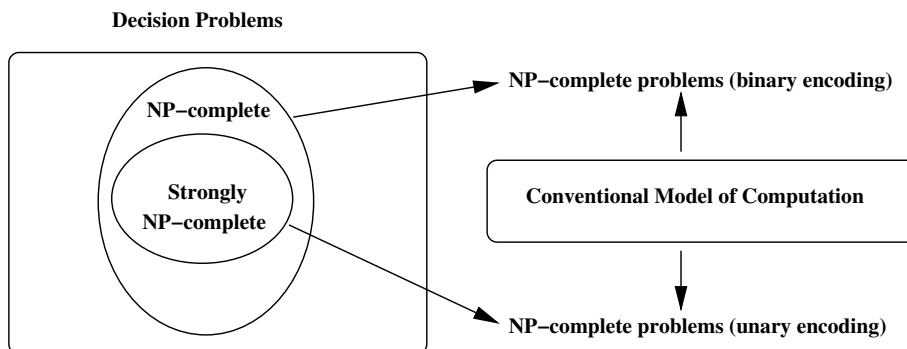 Decision Problems
NP-complete
Strongly
NP-complete
NP-complete problems (binary encoding)
Conventional Model of Computation
NP-complete problems (unary encoding)